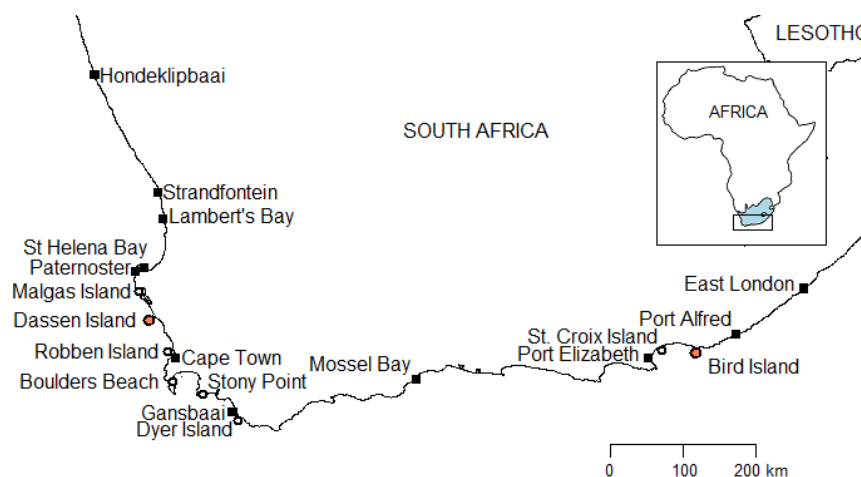 LESOTHO
Hondeklipbaai
AFRICA
SOUTH AFRICA
Strandfontein
Lambert's Bay
St Helena Bay
Paternoster
Malgas Island
East London
Dassen Island
Port Alfred
St. Croix Island
Robben Island
Cape Town
Mossel Bay
Port Elizabeth
Bird Island
Boulders Beach
Stony Point
Gansbaai
Dyer Island
0 100 200 km